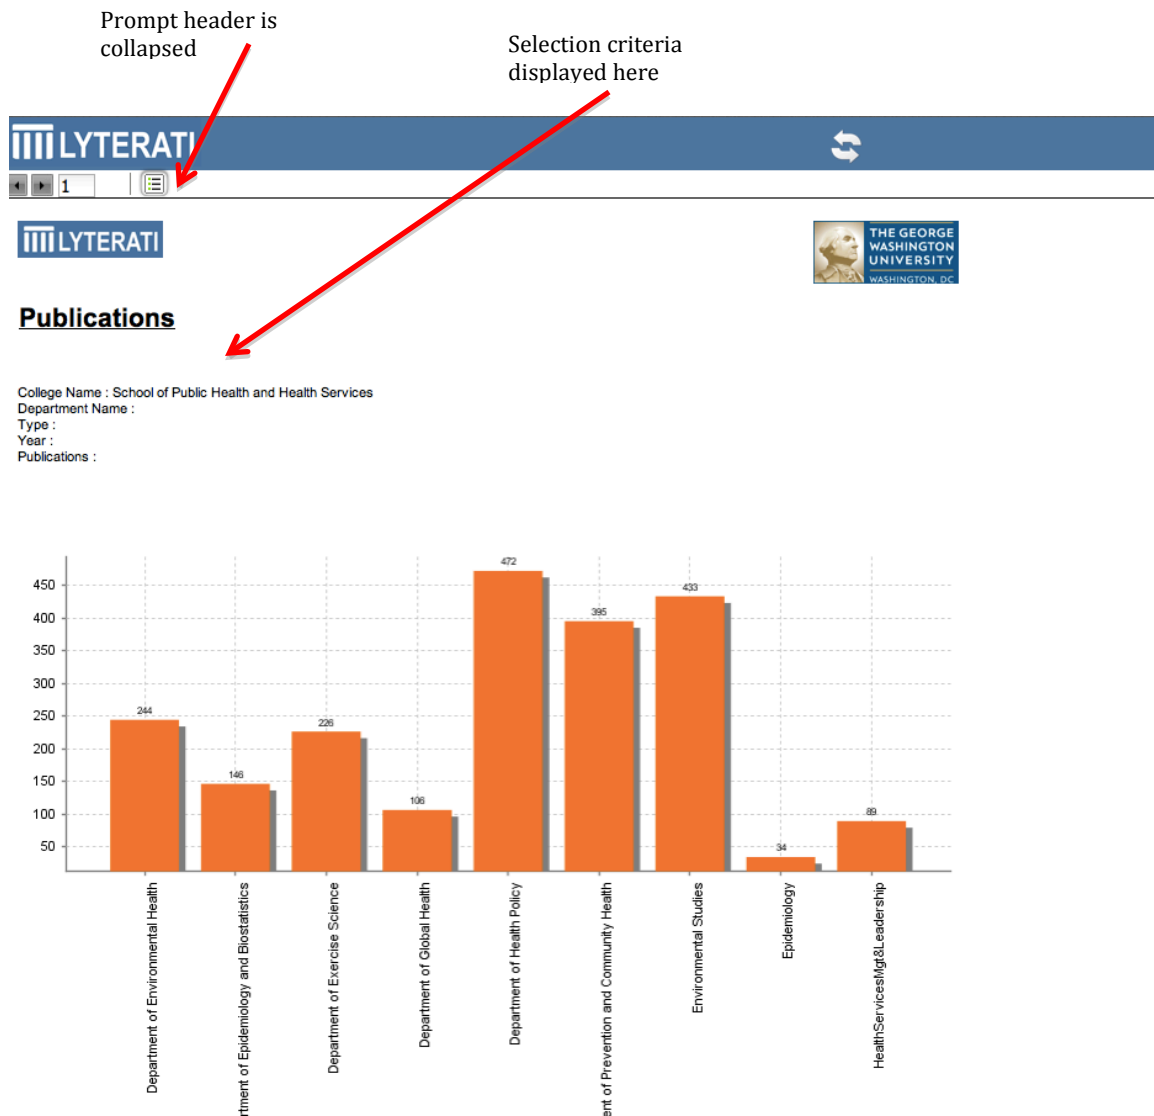 Prompt header is
collapsed
Selection criteria
displayed here
LYTERATI
1
LYTERATI
THE GEORGE
WASHINGTON
UNIVERSITY
WASHINGTON, DC
Publications
College Name : School of Public Health and Health Services
Department Name :
Type :
Year :
Publications :
450
400
350
300
250
200
150
100
50
244
146
226
106
472
395
433
34
89
Department of Environmental Health
rtment of Epidemiology and Biostatistics
Department of Exercise Science
Department of Global Health
Department of Health Policy
ent of Prevention and Community Health
Environmental Studies
Epidemiology
HealthServicesMgt&Leadership